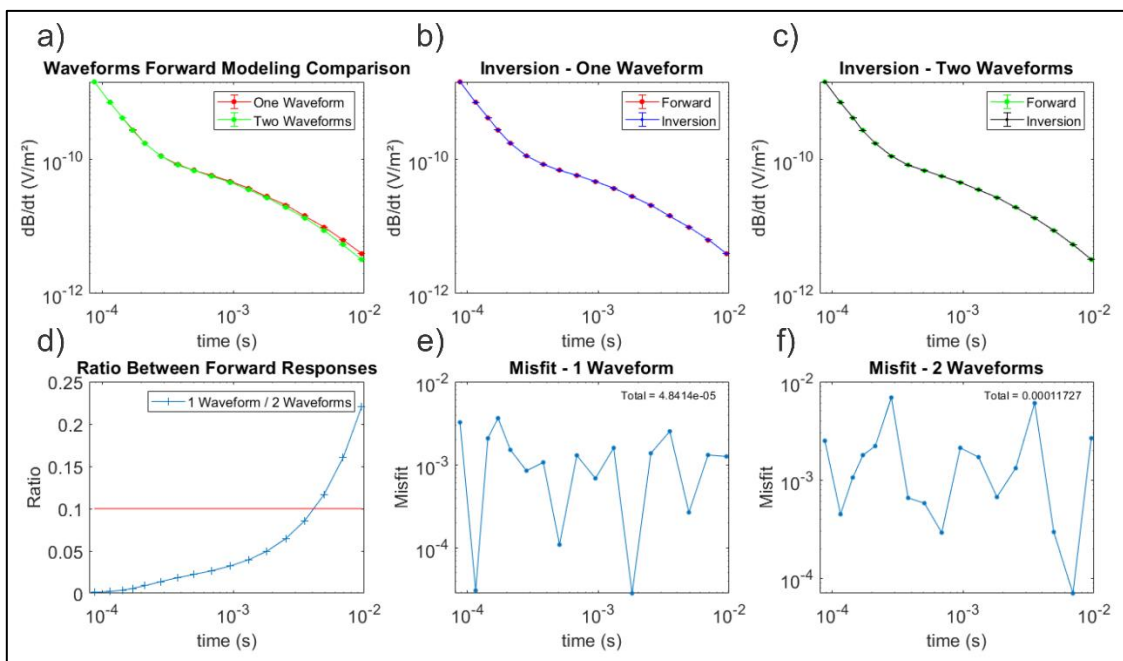 a)
Waveforms Forward Modeling Comparison
One Waveform
Two Waveforms
dB/dt (V/m²)
10⁻¹⁰
10⁻¹²
10⁻⁴
10⁻³
10⁻²
time (s)
b)
Inversion - One Waveform
Forward
Inversion
dB/dt (V/m²)
10⁻¹⁰
10⁻¹²
10⁻⁴
10⁻³
10⁻²
time (s)
c)
Inversion - Two Waveforms
Forward
Inversion
dB/dt (V/m²)
10⁻¹⁰
10⁻¹²
10⁻⁴
10⁻³
10⁻²
time (s)
d)
Ratio Between Forward Responses
1 Waveform / 2 Waveforms
Ratio
0.25
0.2
0.15
0.1
0.05
0
10⁻⁴
10⁻³
10⁻²
time (s)
e)
Misfit - 1 Waveform
Total = 4.8414e-05
Misfit
10⁻²
10⁻³
10⁻⁴
10⁻⁴
10⁻³
10⁻²
time (s)
f)
Misfit - 2 Waveforms
Total = 0.00011727
Misfit
10⁻²
10⁻³
10⁻⁴
10⁻⁴
10⁻³
10⁻²
time (s)